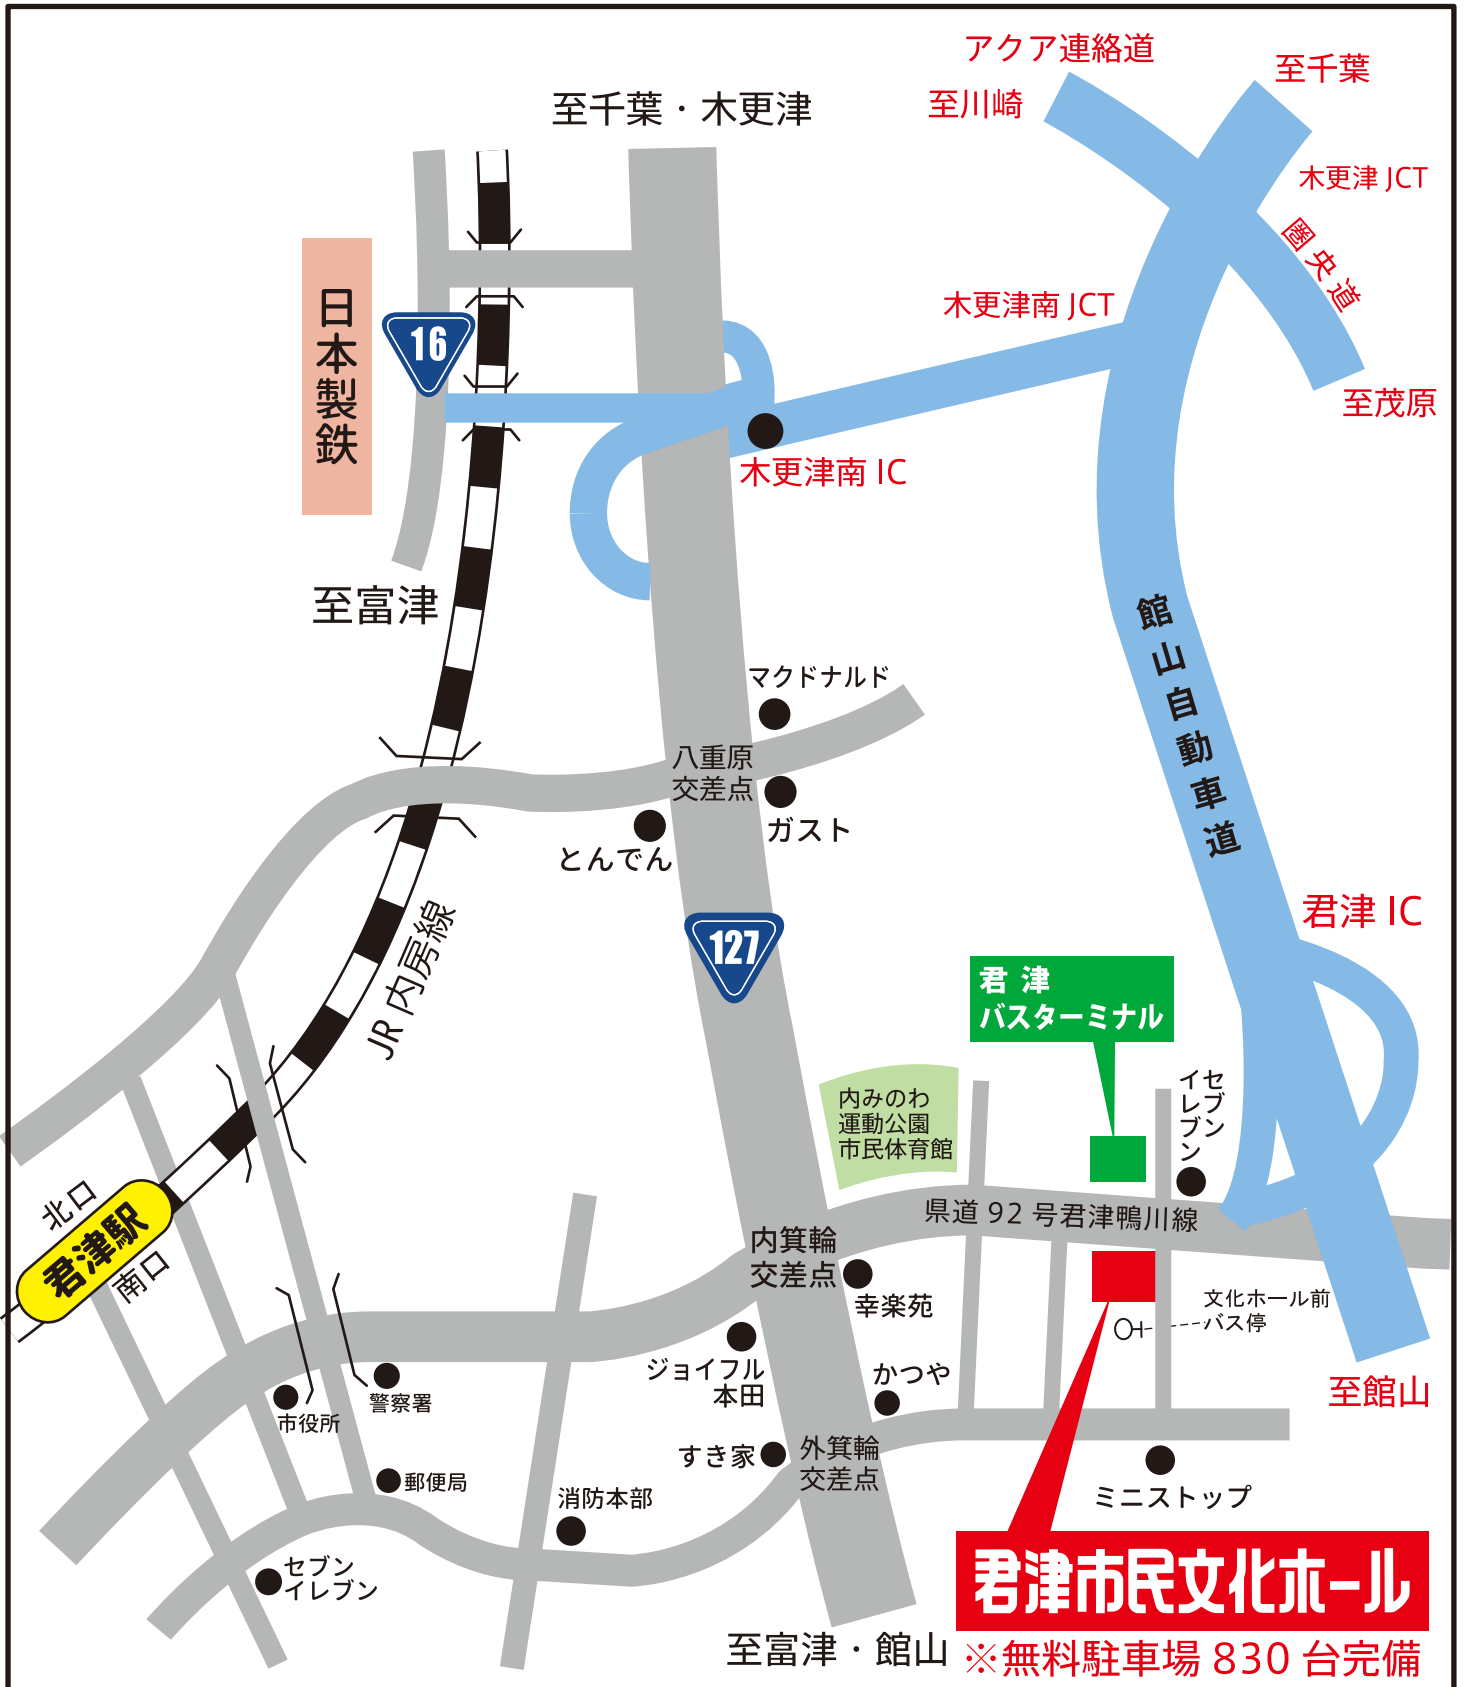 アクア連絡道
至千葉
至千葉・木更津
至川崎
木更津 JCT
圏央道
木更津南 JCT
日本製鉄
16
至茂原
木更津南 IC
至富津
館山自動車道
マクドナルド
八重原
交差点
ガスト
とんでん
JR 内房線
君津 IC
127
君津
バスターミナル
セブン
イレブン
内みのわ
運動公園
市民体育館
北口
君津駅
南口
県道 92 号君津鴨川線
内箕輪
交差点
幸楽苑
文化ホール前
バス停
ジョイフル
本田
かつや
至館山
警察署
市役所
すき家
外箕輪
交差点
郵便局
消防本部
ミニストップ
セブン
イレブン
君津市民文化ホール
至富津・館山
※無料駐車場 830 台完備